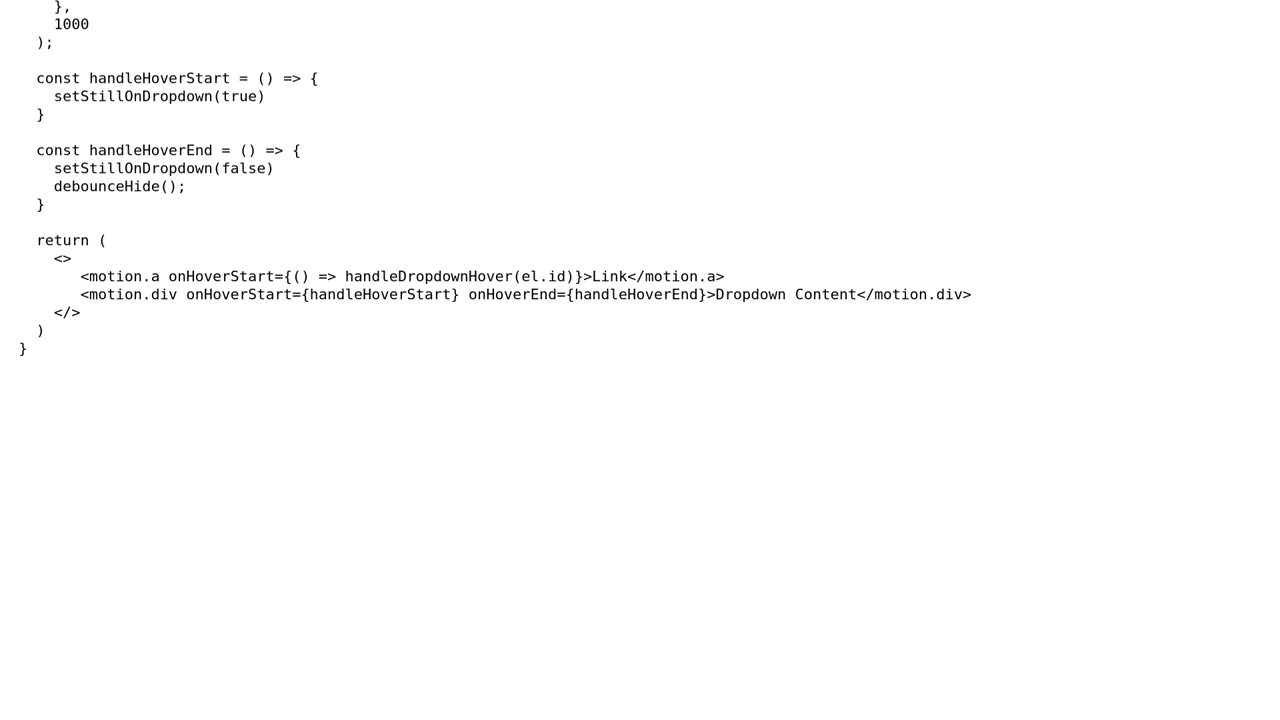 },
1000
);
const handleHoverStart = () => {
setStillOnDropdown(true)
}
const handleHoverEnd = () => {
setStillOnDropdown(false)
debounceHide();
}
return (
<>
<motion.a onHoverStart={() => handleDropdownHover(el.id)}>Link</motion.a>
<motion.div onHoverStart={handleHoverStart} onHoverEnd={handleHoverEnd}>Dropdown Content</motion.div>
</>
)
}